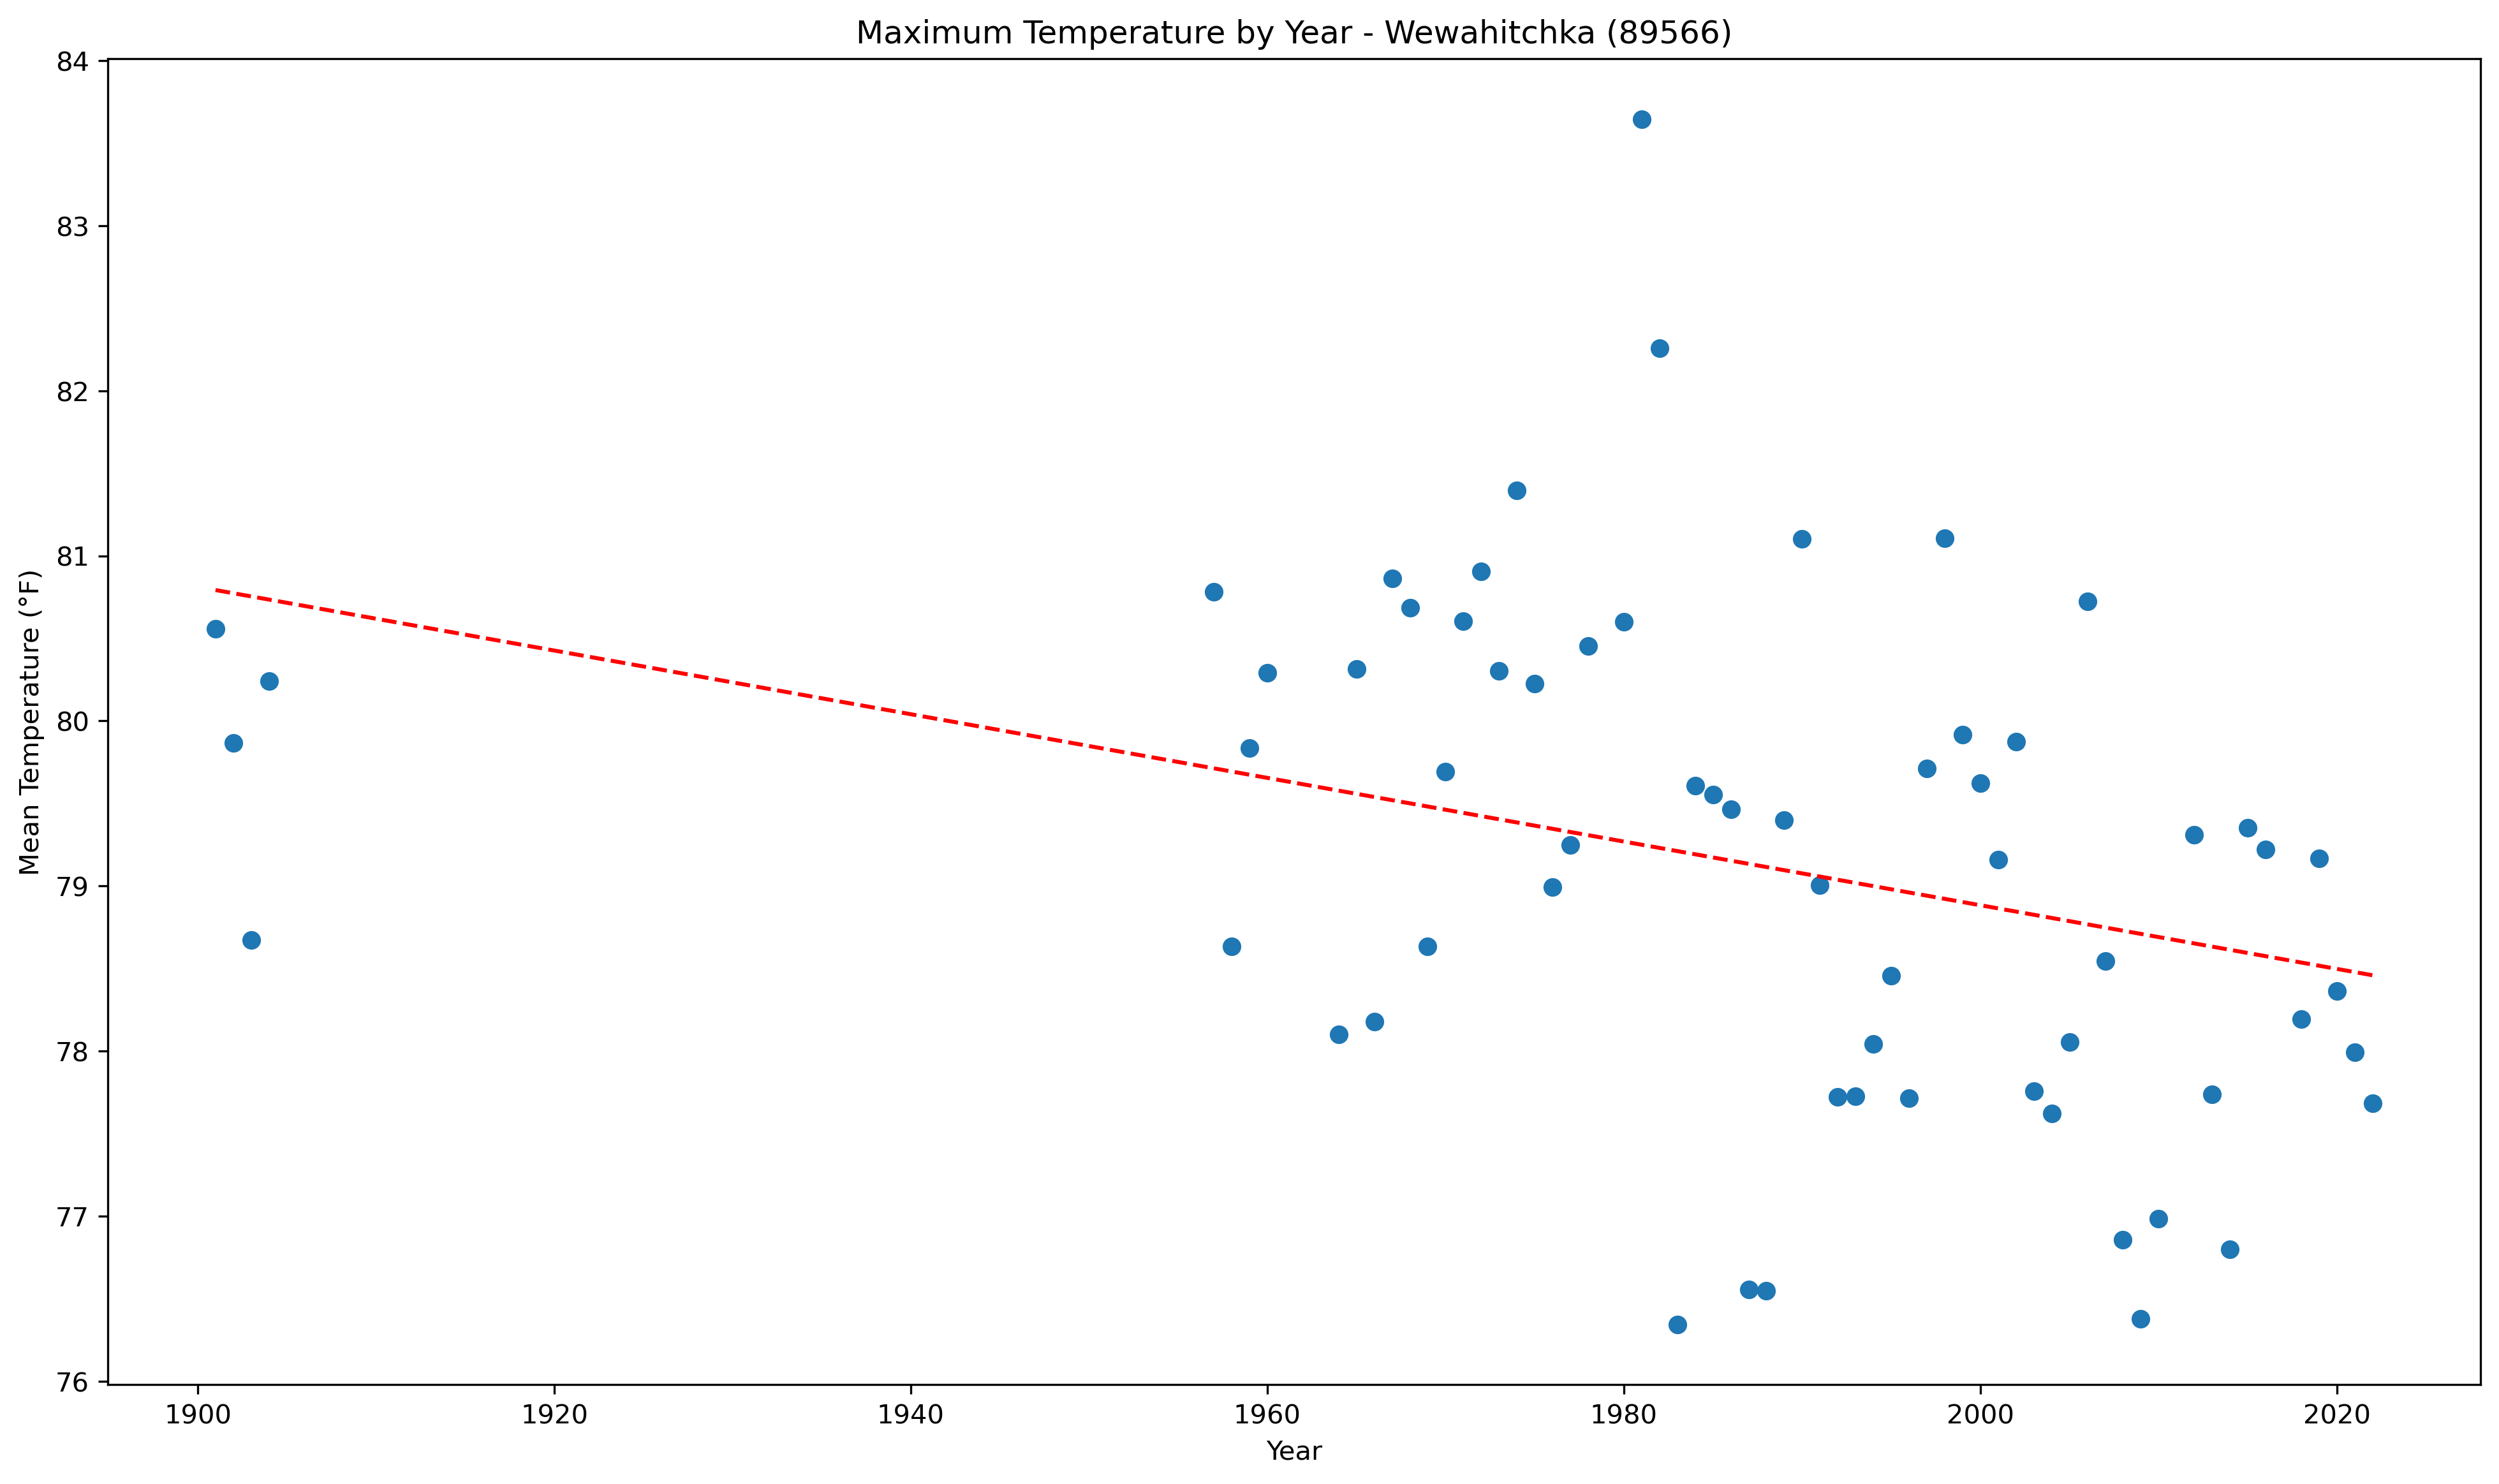 Maximum Temperature by Year - Wewahitchka (89566)
84
83
82
81
80
79
78
77
76
Mean Temperature (°F)
1900 1920 1940 1960 1980 2000 2020
Year